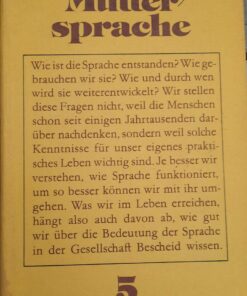 Mutter/
sprache
Wie ist die Sprache entstanden? Wie ge-
brauchen wir sie? Wie und durch wen
wird sie weiterentwickelt? Wir stellen
diese Fragen nicht, weil die Menschen
schon seit einigen Jahrtausenden dar-
über nachdenken, sondern weil solche
Kenntnisse für unser eigenes prakti-
sches Leben wichtig sind. Je besser wir
verstehen, wie Sprache funktioniert,
um so besser können wir mit ihr um-
gehen. Was wir im Leben erreichen,
hängt also auch davon ab, wie gut
wir über die Bedeutung der Sprache
in der Gesellschaft Bescheid wissen.
5